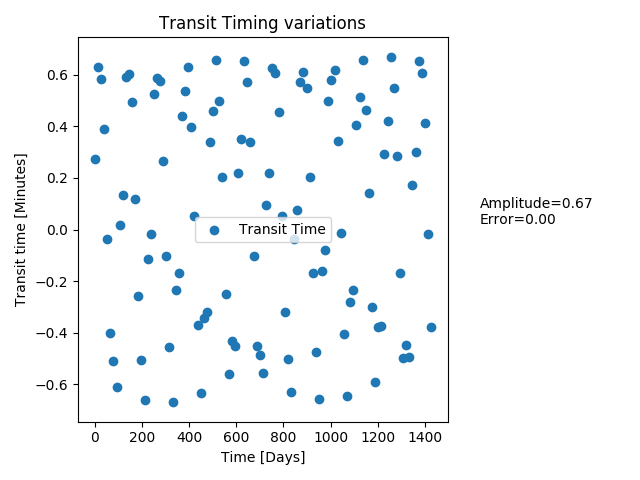 Transit Timing variations
Transit time [Minutes]
0.6
0.4
0.2
0.0
−0.2
−0.4
−0.6
Transit Time
0 200 400 600 800 1000 1200 1400
Time [Days]
Amplitude=0.67
Error=0.00